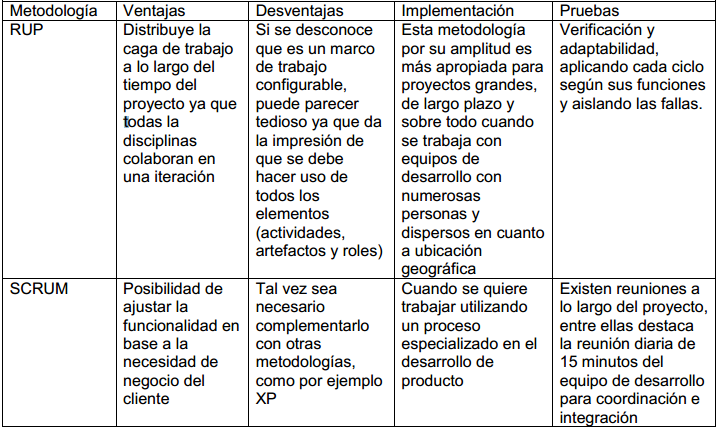 Metodología Ventajas Desventajas Implementación Pruebas
RUP
Distribuye la
caga de trabajo
a lo largo del
tiempo del
proyecto ya que
todas la
disciplinas
colaboran en
una iteración
Si se desconoce
que es un marco
de trabajo
configurable,
puede parecer
tedioso ya que da
la impresión de
que se debe
hacer uso de
todos los
elementos
(actividades,
artefactos y roles)
Esta metodología
por su amplitud es
más apropiada para
proyectos grandes,
de largo plazo y
sobre todo cuando
se trabaja con
equipos de
desarrollo con
numerosas
personas y
dispersos en cuanto
a ubicación
geográfica
Verificación y
adaptabilidad,
aplicando cada ciclo
según sus funciones
y aislando las fallas.
SCRUM
Posibilidad de
ajustar la
funcionalidad en
base a la
necesidad de
negocio del
cliente
Tal vez sea
necesario
complementarlo
con otras
metodologías,
como por ejemplo
XP
Cuando se quiere
trabajar utilizando
un proceso
especializado en el
desarrollo de
producto
Existen reuniones a
lo largo del proyecto,
entre ellas destaca
la reunión diaria de
15 minutos del
equipo de desarrollo
para coordinación e
integración